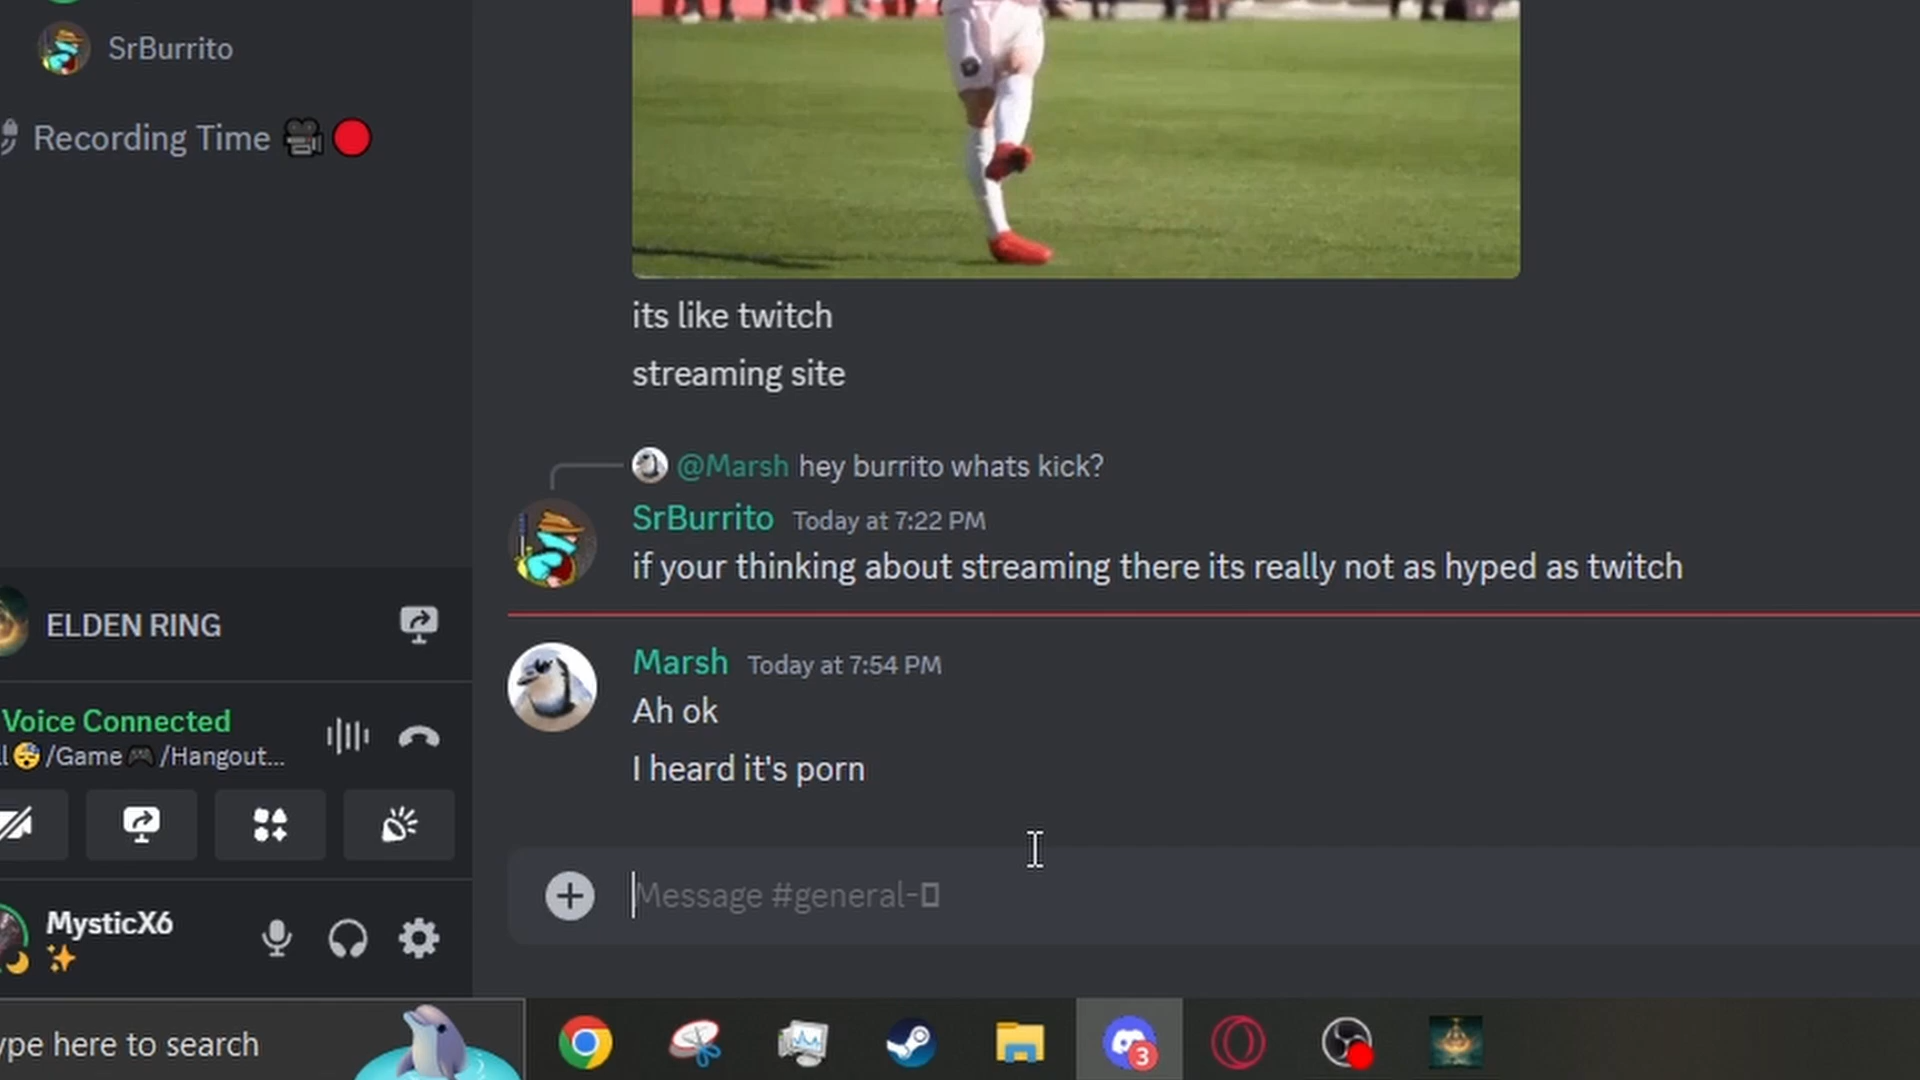 SrBurrito
Recording Time
its like twitch
streaming site
@Marsh hey burrito whats kick?
SrBurrito Today at 7:22 PM
if your thinking about streaming there its really not as hyped as twitch
ELDEN RING
Marsh Today at 7:54 PM
Ah ok
I heard it's porn
Voice Connected
/Game /Hangout...
Message #general-
MysticX6
ype here to search
3